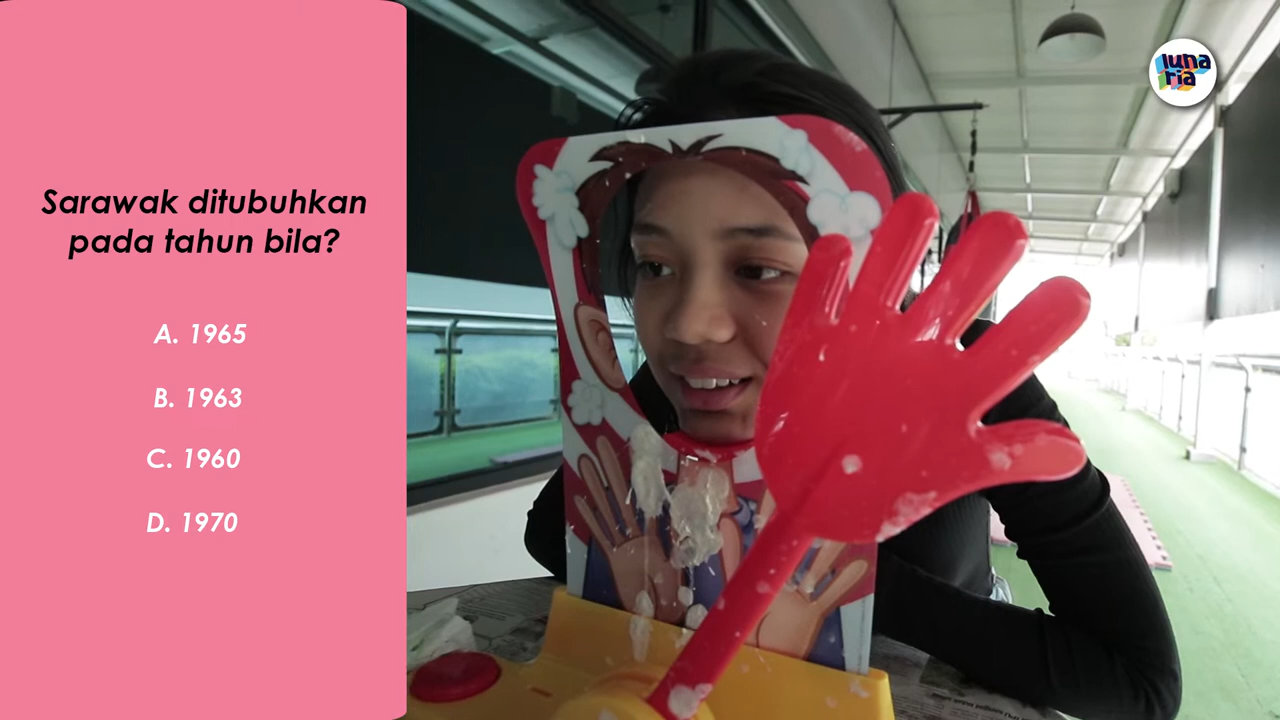 Sarawak ditubuhkan
pada tahun bila?
A. 1965
B. 1963
C. 1960
D. 1970
luna
ria